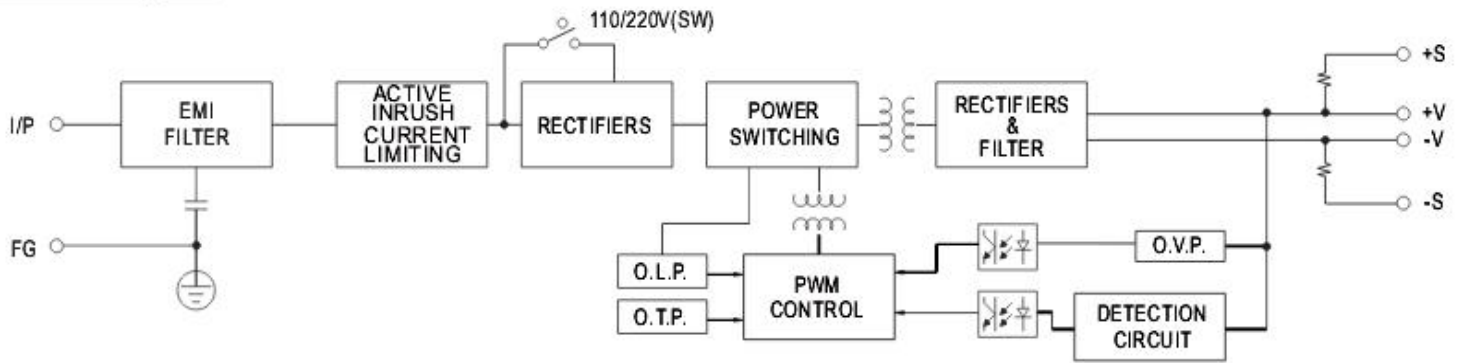 110/220V(SW)
+S
I/P
EMI
FILTER
ACTIVE
INRUSH
CURRENT
LIMITING
RECTIFIERS
POWER
SWITCHING
RECTIFIERS
&
FILTER
+V
-V
-S
FG
O.L.P.
O.T.P.
PWM
CONTROL
O.V.P.
DETECTION
CIRCUIT